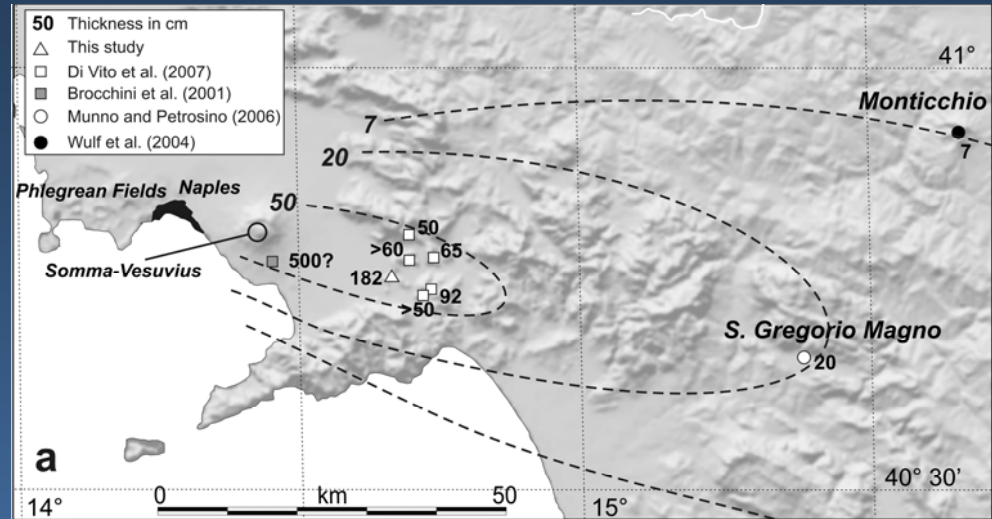 50 Thickness in cm
This study
Di Vito et al. (2007)
Brocchini et al. (2001)
Munno and Petrosino (2006)
Wulf et al. (2004)
41°
Monticchio
7
7
20
Phlegrean Fields Naples
50
50
>60
65
Somma-Vesuvius
500?
182
92
>50
S. Gregorio Magno
20
a
40° 30’
0 km 50
14°
15°